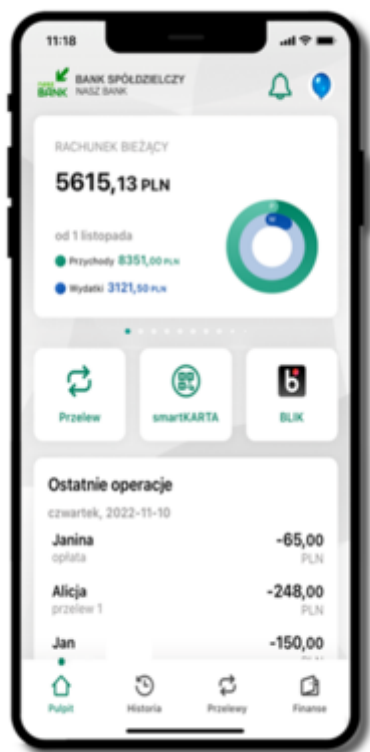 11:18
NASZ BANK
BANK SPÓŁDZIELCZY
NASZ BANK
RACHUNEK BIEŻĄCY
5615,13 PLN
od 1 listopada
Przychody 8351,00 PLN
Wydatki 3121,50 PLN
Przelew
smartKARTA
BLIK
Ostatnie operacje
czwartek, 2022-11-10
Janina
-65,00
opłata
PLN
Alicja
-248,00
przelew 1
PLN
Jan
-150,00
Pulpit
Historia
Przelewy
Finanse